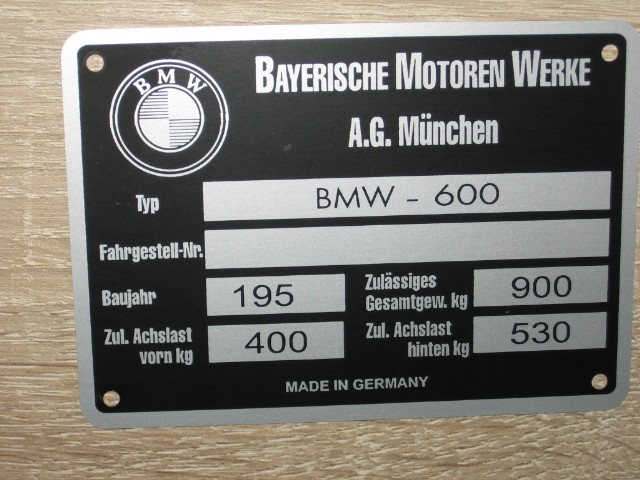 BMW
BAYERISCHE MOTOREN WERKE
A.G. München
Typ BMW - 600
Fahrgestell-Nr.
Baujahr 195 Zulässiges Gesamtgew. kg 900
Zul. Achslast vorn kg 400 Zul. Achslast hinten kg 530
MADE IN GERMANY